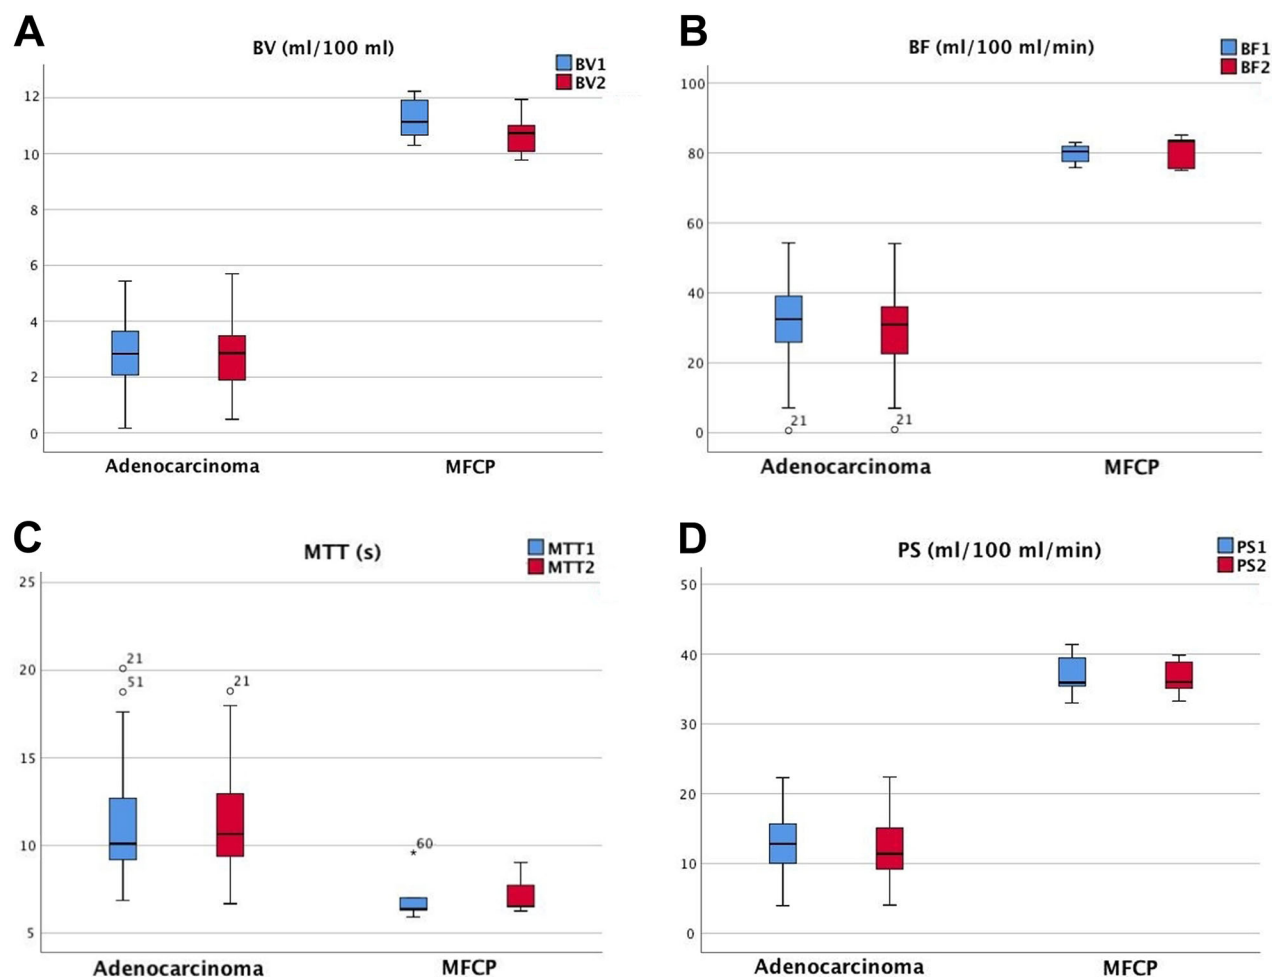 A
BV (ml/100 ml)
BV1
BV2
12
10
8
6
4
2
0
Adenocarcinoma MFCP
B
BF (ml/100 ml/min)
BF1
BF2
100
80
60
40
20
0
21 21
Adenocarcinoma MFCP
C
MTT (s)
MTT1
MTT2
25
20
15
10
5
21
51
21
60
Adenocarcinoma MFCP
D
PS (ml/100 ml/min)
PS1
PS2
50
40
30
20
10
0
Adenocarcinoma MFCP